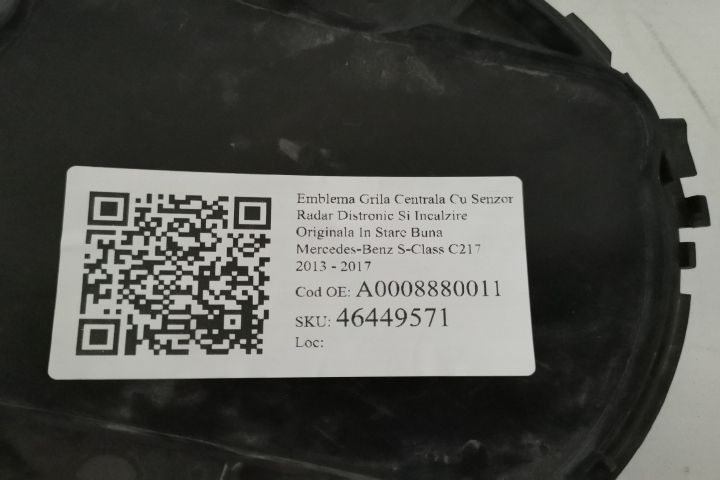 Emblema Grila Centrala Cu Senzor
Radar Distronic Si Incalzire
Originala In Stare Buna
Mercedes-Benz S-Class C217
2013 - 2017
Cod OE: A0008880011
SKU: 46449571
Loc: